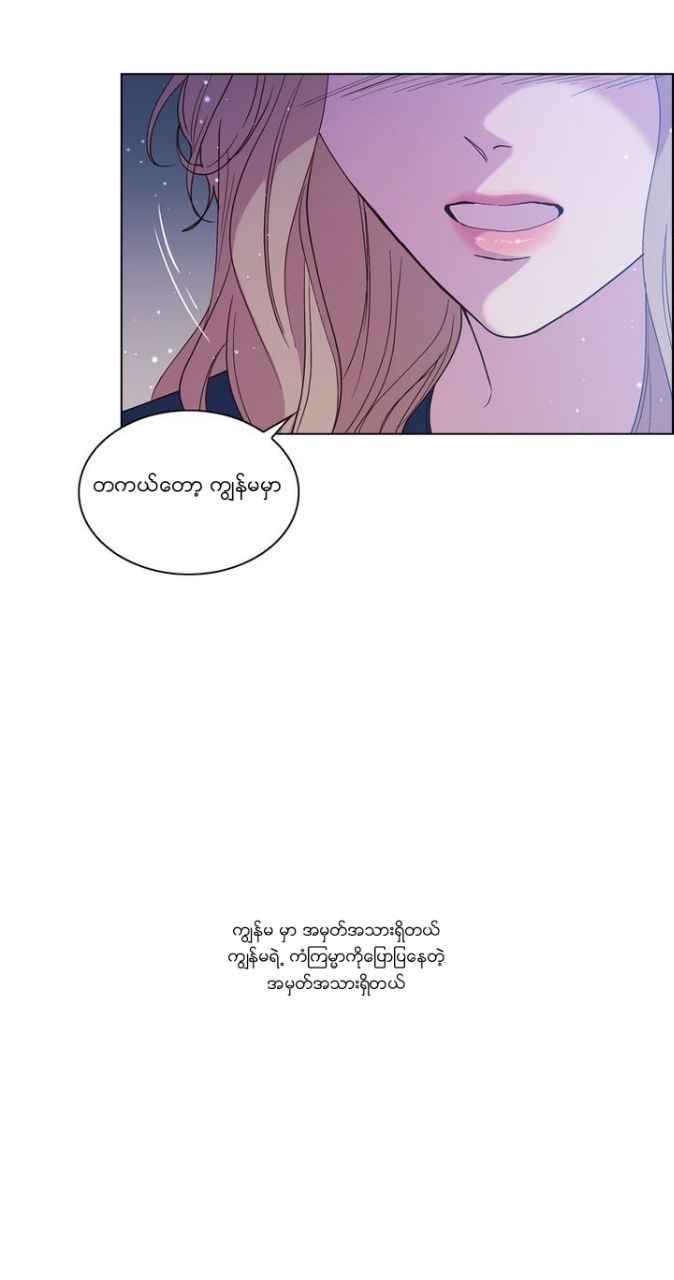 တကယ်တော့ ကျွန်မမှာ
ကျွန်မ မှာ အမှတ်အသားရှိတယ်
ကျွန်မရဲ့ ကံကြမ္မာကိုပြောပြနေတဲ့
အမှတ်အသားရှိတယ်